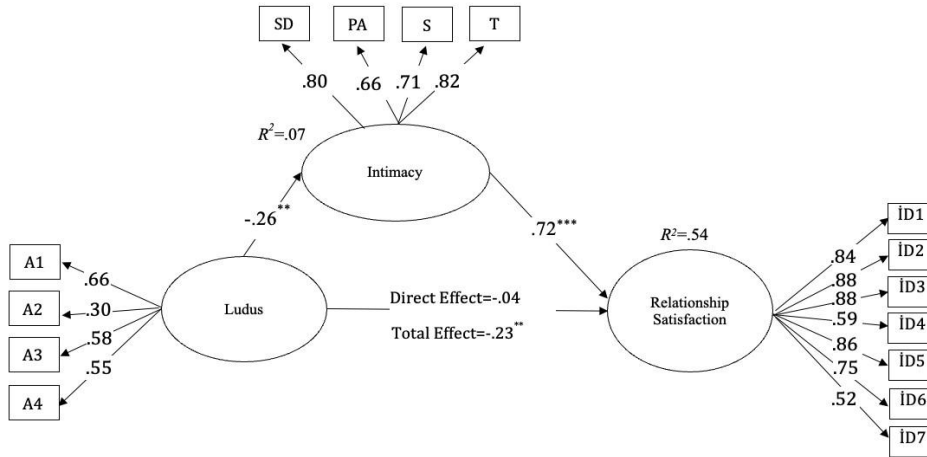 SD PA S T
.80 .66 .71 .82
R²=.07
Intimacy
-.26**
.72***
R²=.54
A1
A2
A3
A4
.66
.30
.58
.55
Ludus
Direct Effect=-.04
Total Effect=-.23**
Relationship
Satisfaction
.84
.88
.88
.59
.86
.75
.52
İD1
İD2
İD3
İD4
İD5
İD6
İD7